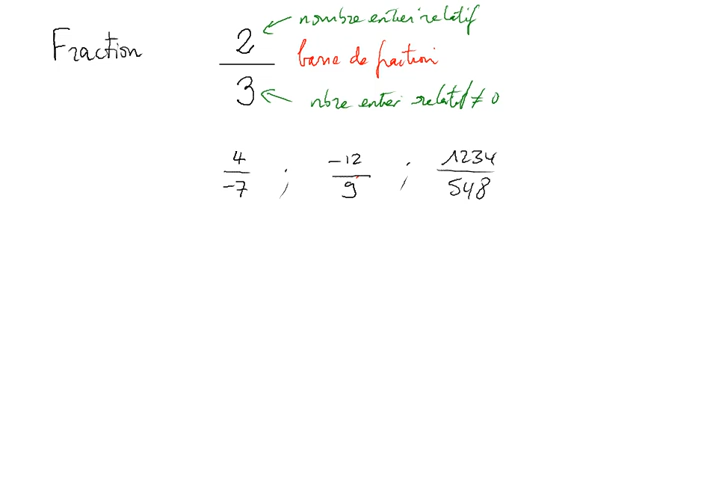 Fraction
2
nombre entier relatif
barre de fraction
3
nbre entier relatif ≠ 0
4/-7 ; -12/9 ; 1234/548